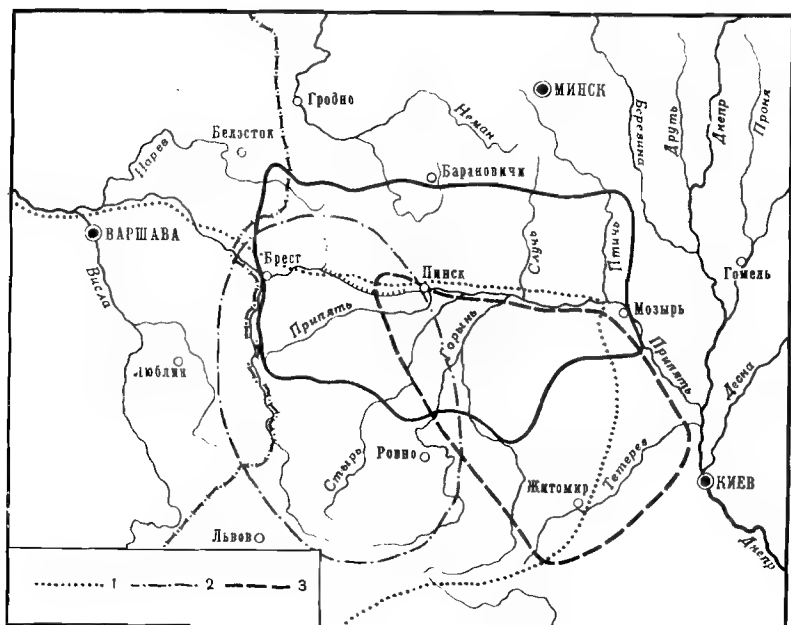 Гродно
МИНСК
Неман
Березина
Друть
Днепр
Проня
Белэсток
Нарев
Барановичи
ВАРШАВА
Висла
Брест
Пинск
Случь
Птичь
Гомель
Припять
Горынь
Мозырь
Припять
Десна
Люблин
Стырь
Ровно
Житомир
Тетерев
КИЕВ
Львов
Днепр
1 2 3